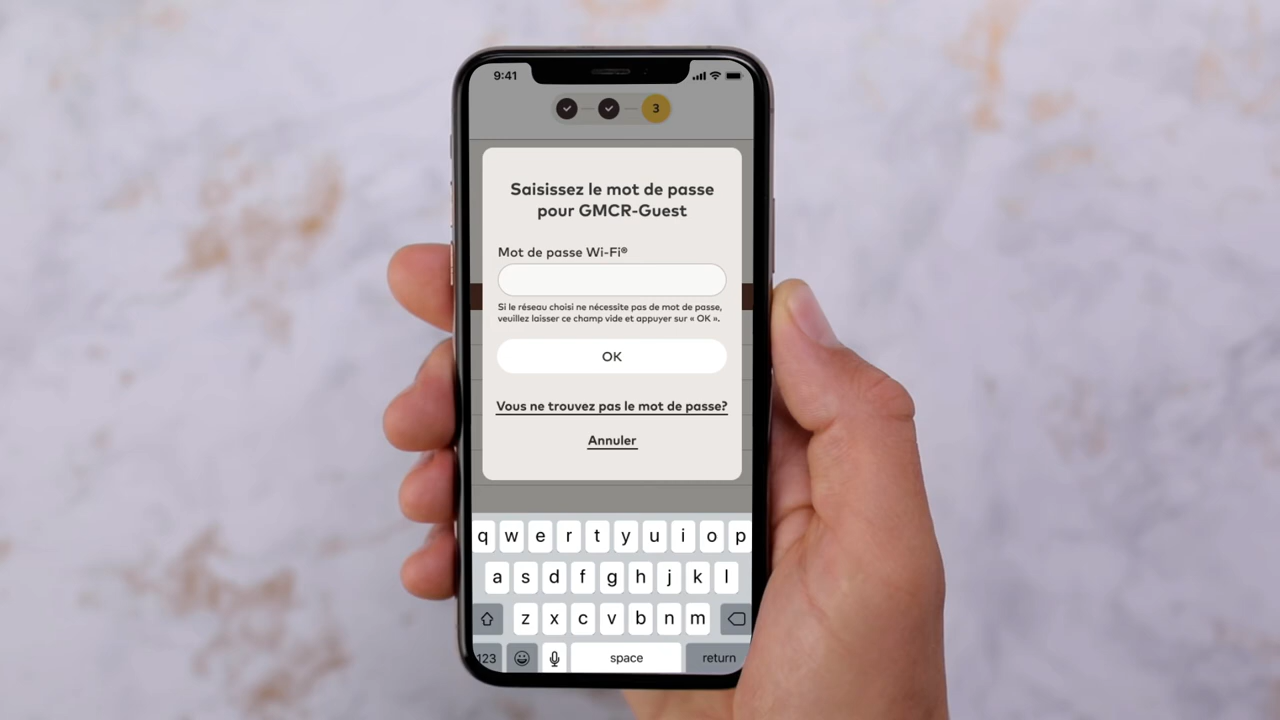 9:41
3
Saisissez le mot de passe
pour GMCR-Guest
Mot de passe Wi-Fi®
Si le réseau choisi ne nécessite pas de mot de passe,
veuillez laisser ce champ vide et appuyer sur « OK ».
OK
Vous ne trouvez pas le mot de passe?
Annuler
q w e r t y u i o p
a s d f g h j k l
z x c v b n m
123 space return